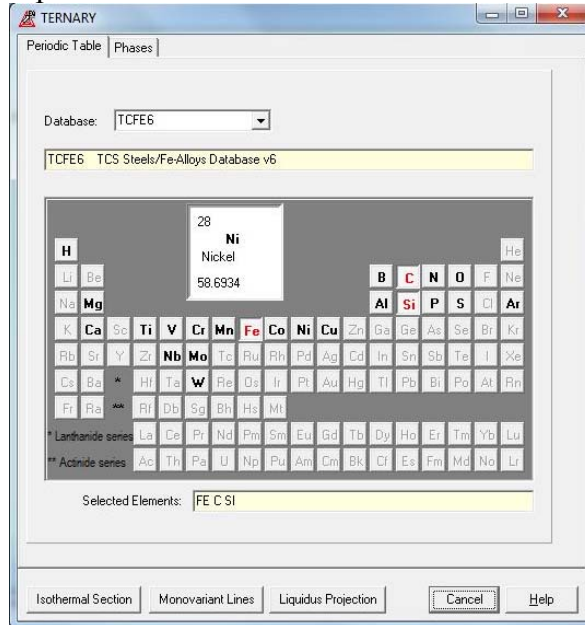 TERNARY
Periodic Table Phases
Database: TCFE6
TCFE6 TCS Steels/Fe-Alloys Database v6
28
Ni
Nickel
58.6934
H He
Li Be B C N O F Ne
Na Mg Al Si P S Cl Ar
K Ca Sc Ti V Cr Mn Fe Co Ni Cu Zn Ga Ge As Se Br Kr
Rb Sr Y Zr Nb Mo Tc Ru Rh Pd Ag Cd In Sn Sb Te I Xe
Cs Ba * Hf Ta W Re Os Ir Pt Au Hg Tl Pb Bi Po At Rn
Fr Ra ** Rf Db Sg Bh Hs Mt
* Lanthanide series La Ce Pr Nd Pm Sm Eu Gd Tb Dy Ho Er Tm Yb Lu
** Actinide series Ac Th Pa U Np Pu Am Cm Bk Cf Es Fm Md No Lr
Selected Elements: FE C SI
Isothermal Section Monovariant Lines Liquidus Projection Cancel Help